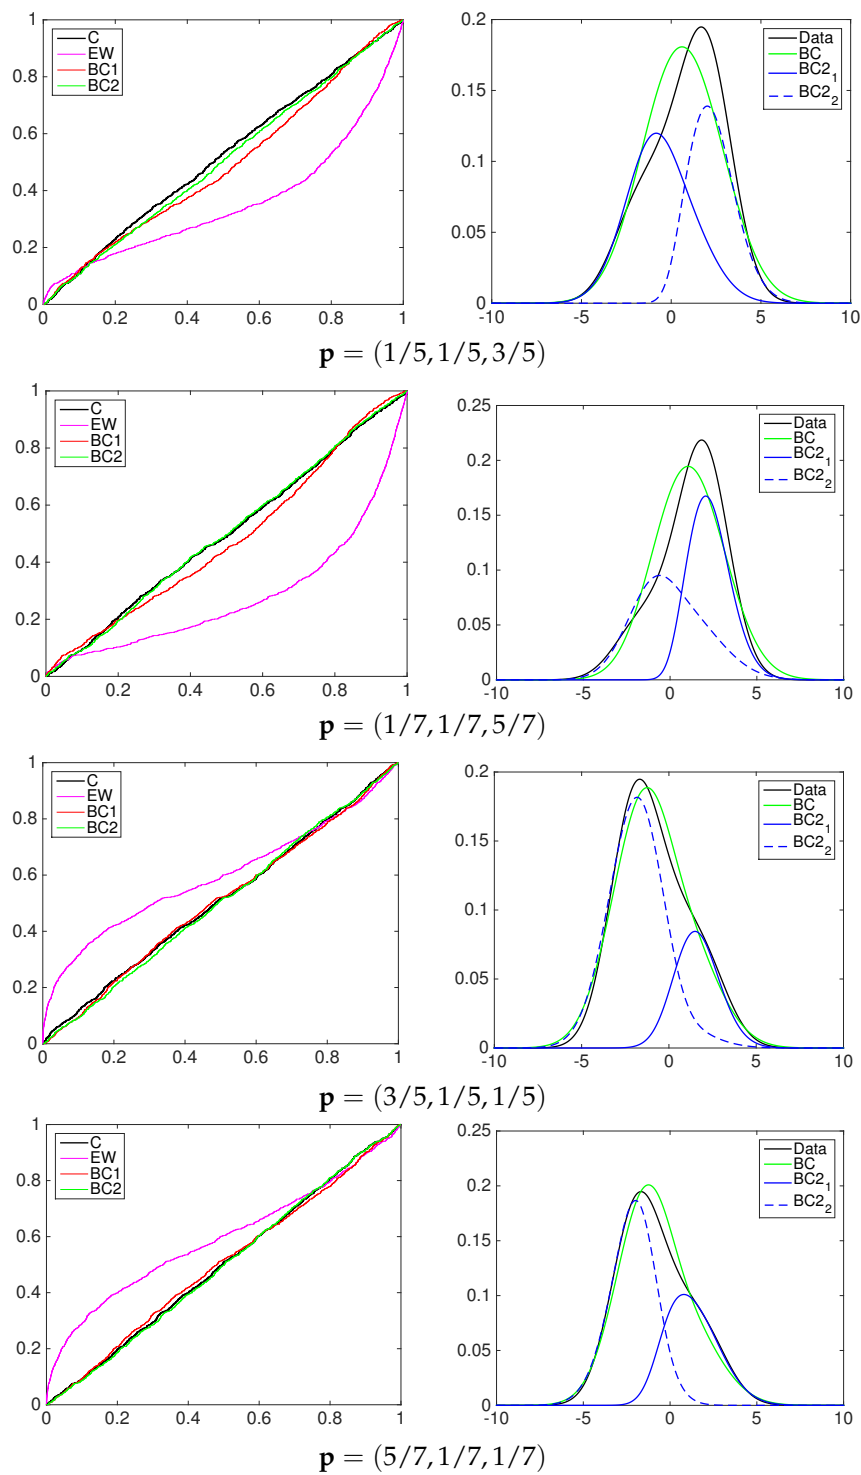 1
0.8
0.6
0.4
0.2
0
C
EW
BC1
BC2
0 0.2 0.4 0.6 0.8 1
0.2
0.15
0.1
0.05
0
Data
BC
BC2₁
BC2₂
-10 -5 0 5 10
p = (1/5, 1/5, 3/5)
1
0.8
0.6
0.4
0.2
0
C
EW
BC1
BC2
0 0.2 0.4 0.6 0.8 1
0.25
0.2
0.15
0.1
0.05
0
Data
BC
BC2₁
BC2₂
-10 -5 0 5 10
p = (1/7, 1/7, 5/7)
1
0.8
0.6
0.4
0.2
0
C
EW
BC1
BC2
0 0.2 0.4 0.6 0.8 1
0.2
0.15
0.1
0.05
0
Data
BC
BC2₁
BC2₂
-10 -5 0 5 10
p = (3/5, 1/5, 1/5)
1
0.8
0.6
0.4
0.2
0
C
EW
BC1
BC2
0 0.2 0.4 0.6 0.8 1
0.25
0.2
0.15
0.1
0.05
0
Data
BC
BC2₁
BC2₂
-10 -5 0 5 10
p = (5/7, 1/7, 1/7)